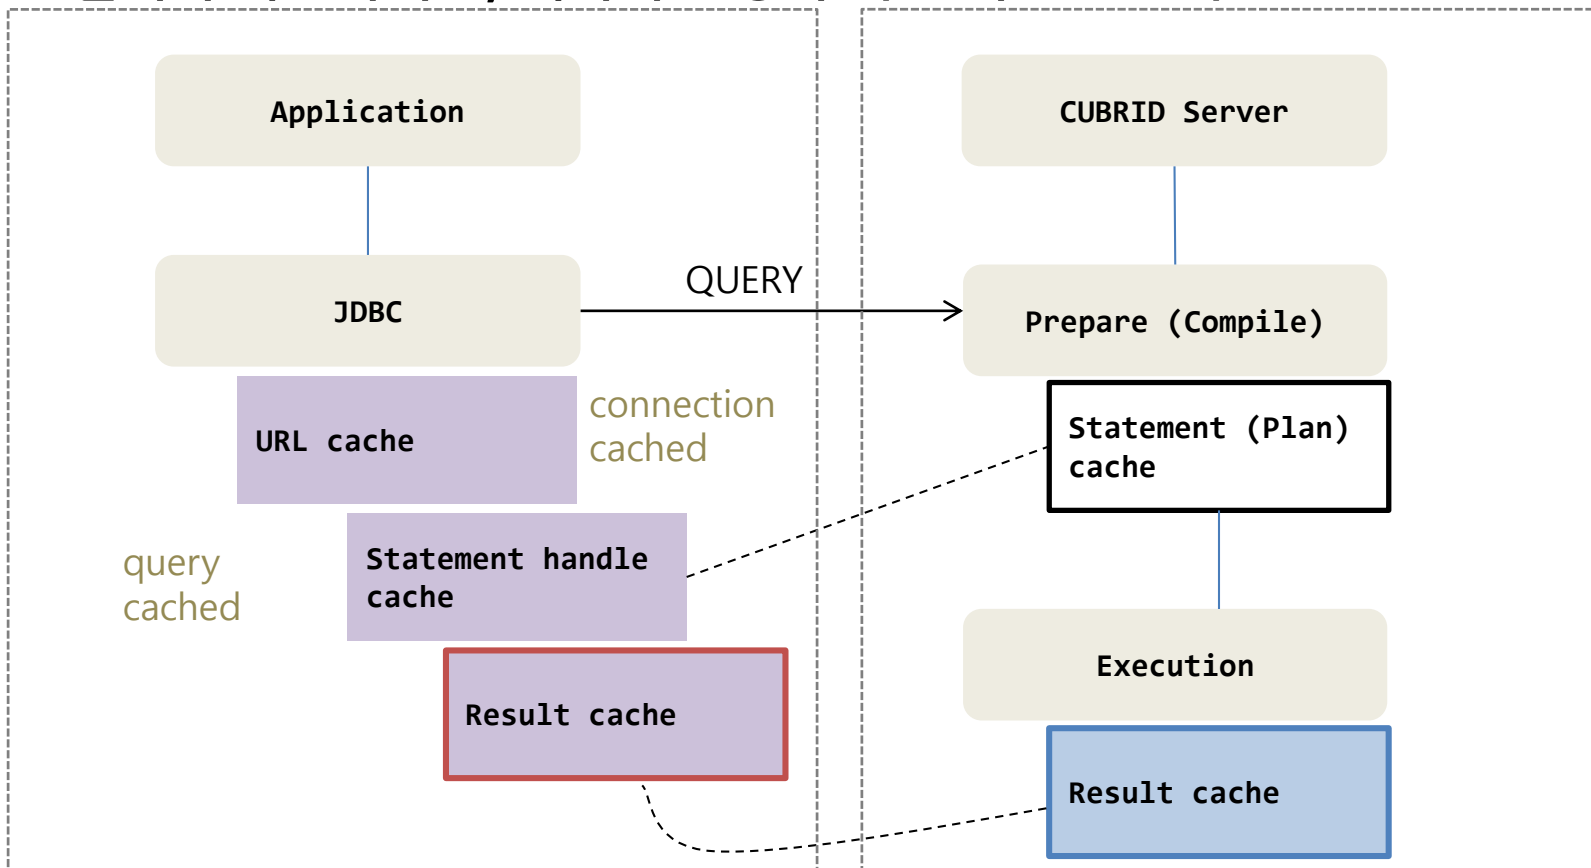 Application
CUBRID Server
JDBC
QUERY
Prepare (Compile)
URL cache
connection
cached
Statement (Plan)
cache
query
cached
Statement handle
cache
Execution
Result cache
Result cache